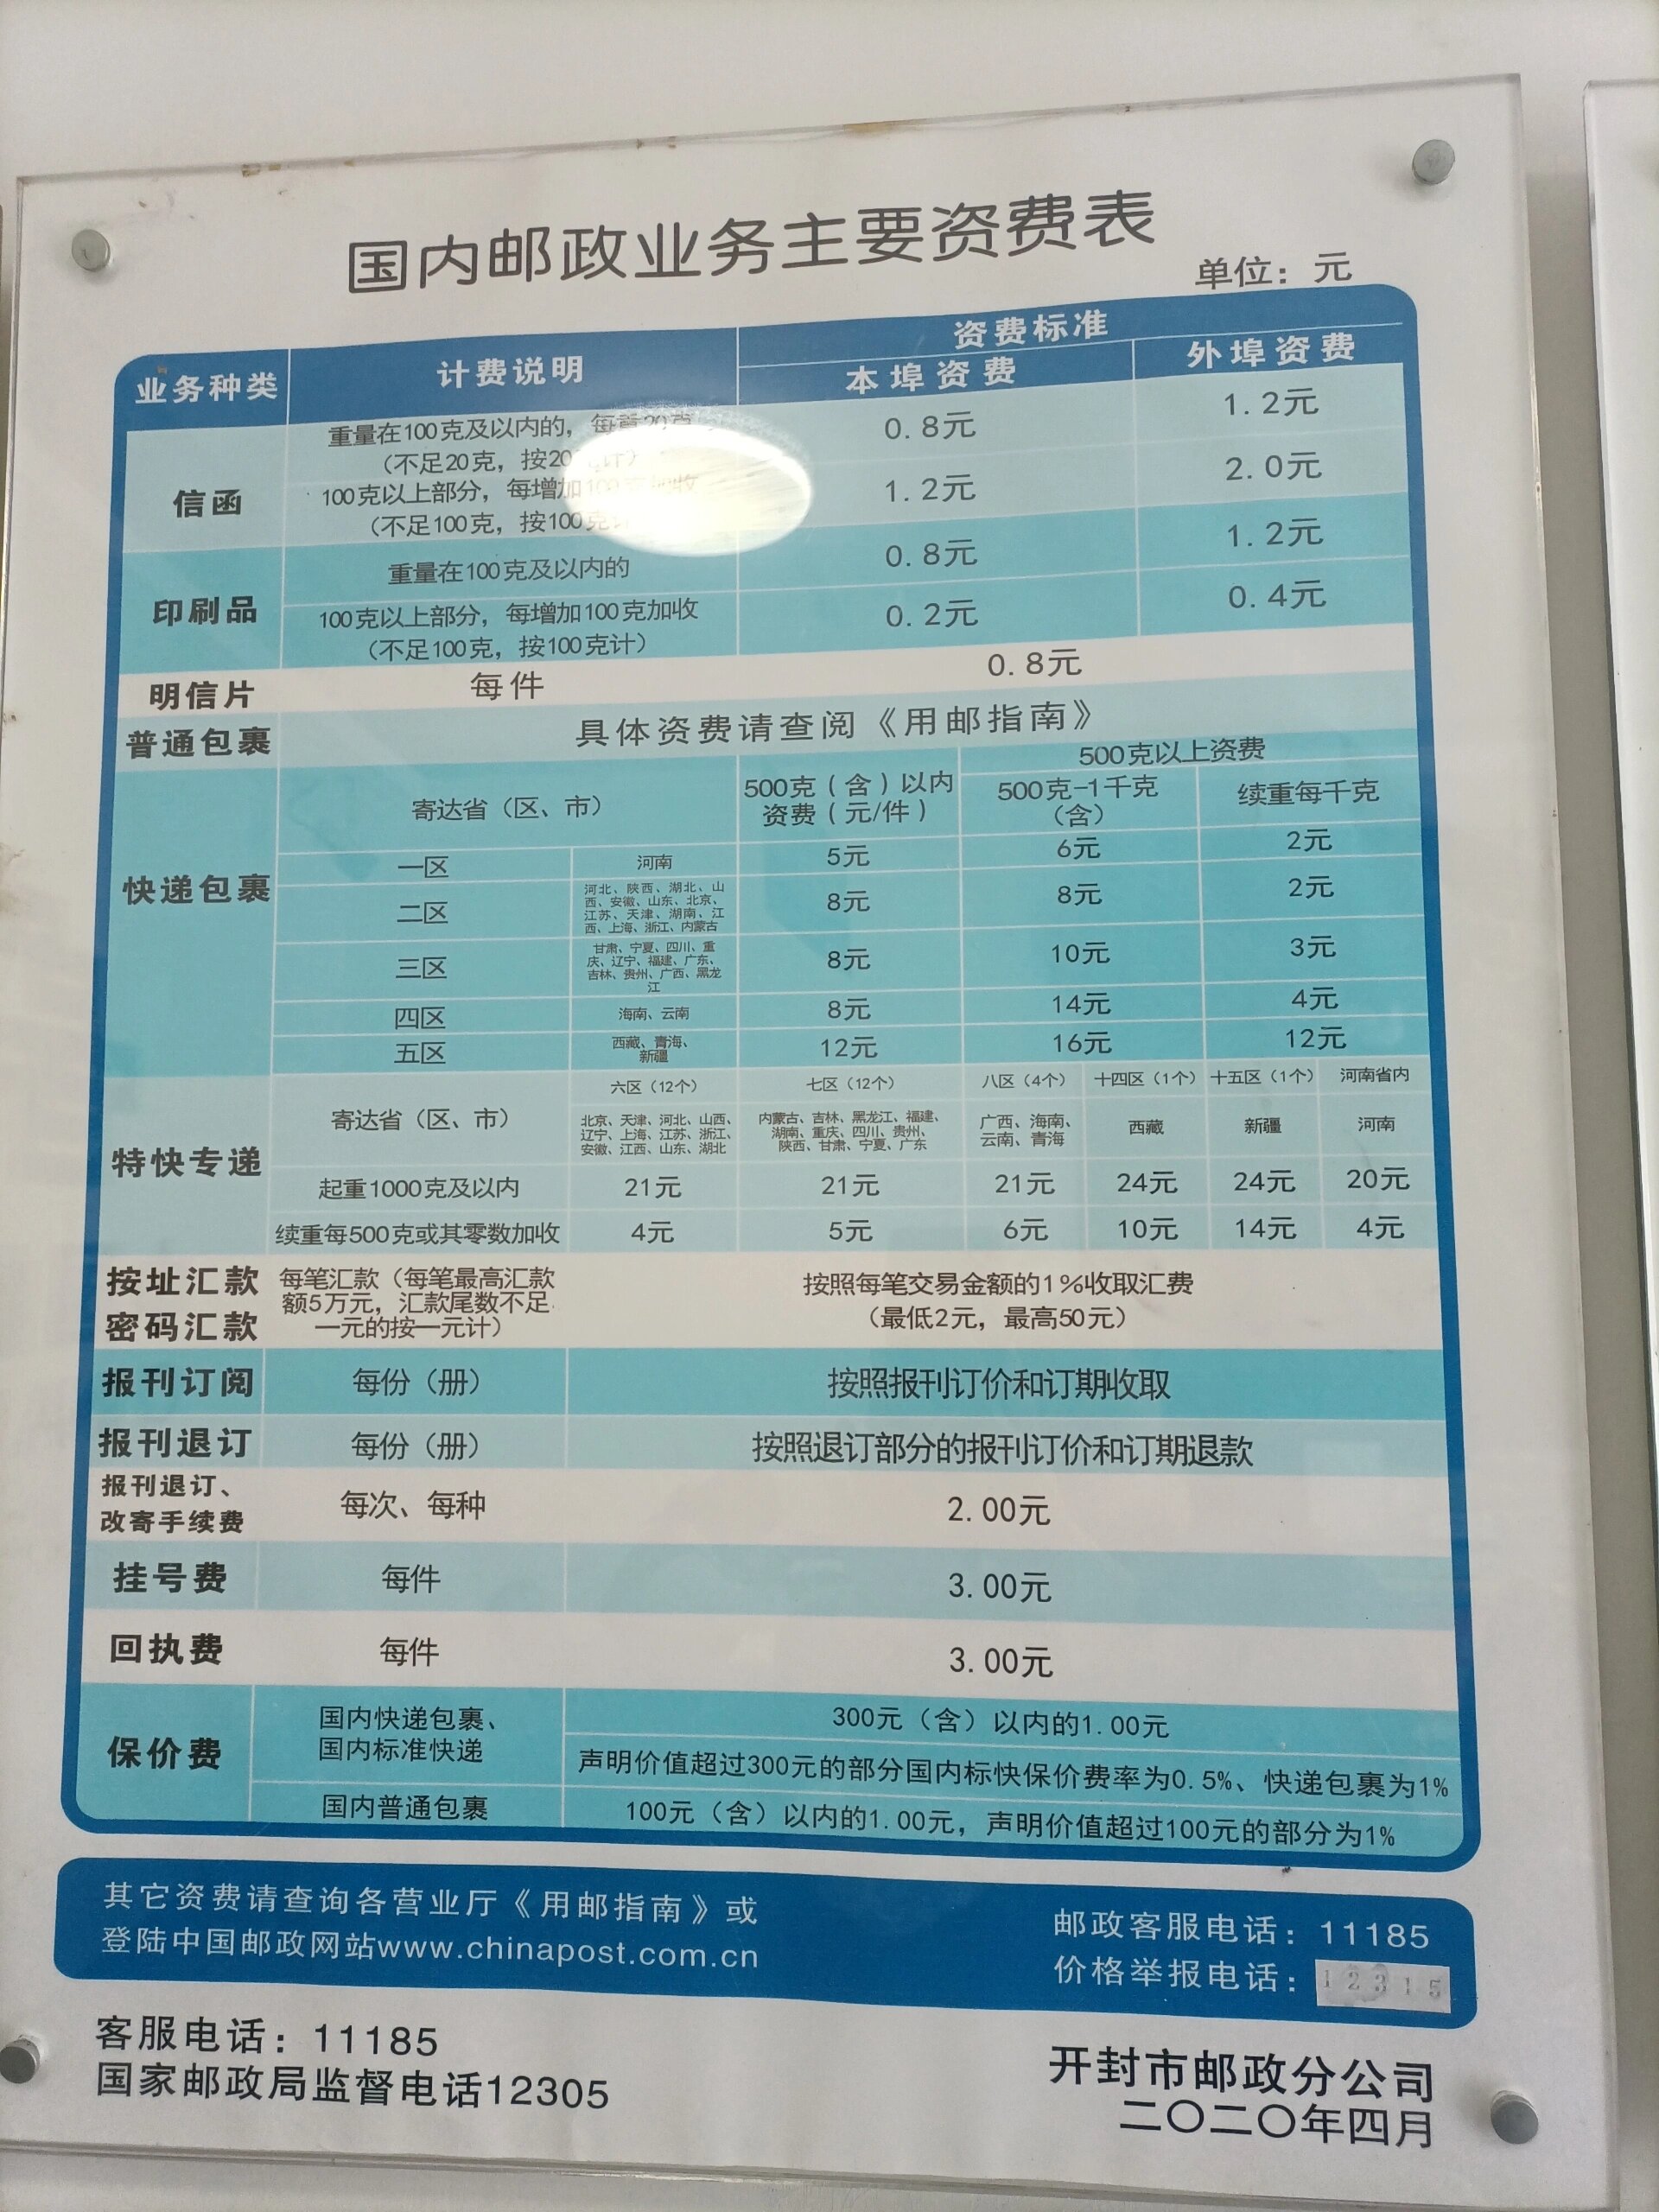 国内邮政业务主要资费表
单位：元
业务种类 计费说明 资费标准
本埠资费 外埠资费
信函
重量在100克及以内的，每重20克 0.8元 1.2元
（不足20克，按20 计）
100克以上部分，每增加100 加收 1.2元 2.0元
（不足100克，按100克计
印刷品
重量在100克及以内的 0.8元 1.2元
100克以上部分，每增加100克加收 0.2元 0.4元
（不足100克，按100克计）
明信片 每件 0.8元
普通包裹 具体资费请查阅《用邮指南》
快递包裹
寄达省（区、市）
500克（含）以内
资费（元/件）
500克以上资费
500克-1千克
（含）
续重每千克
一区 河南 5元 6元 2元
二区
河北、陕西、湖北、山
西、安徽、山东、北京、
江苏、天津、湖南、江
西、上海、浙江、内蒙古
8元 8元 2元
三区
甘肃、宁夏、四川、重
庆、辽宁、福建、广东、
吉林、贵州、广西、黑龙
江
8元 10元 3元
四区 海南、云南 8元 14元 4元
五区
西藏、青海、
新疆
12元 16元 12元
特快专递
寄达省（区、市）
六区（12个） 七区（12个） 八区（4个） 十四区（1个） 十五区（1个） 河南省内
北京、天津、河北、山西、
辽宁、上海、江苏、浙江、
安徽、江西、山东、湖北
内蒙古、吉林、黑龙江、福建、
湖南、重庆、四川、贵州、
陕西、甘肃、宁夏、广东
广西、海南、
云南、青海
西藏 新疆 河南
起重1000克及以内 21元 21元 21元 24元 24元 20元
续重每500克或其零数加收 4元 5元 6元 10元 14元 4元
按址汇款
密码汇款
每笔汇款（每笔最高汇款
额5万元，汇款尾数不足
一元的按一元计）
按照每笔交易金额的1%收取汇费
（最低2元，最高50元）
报刊订阅 每份（册） 按照报刊订价和订期收取
报刊退订 每份（册） 按照退订部分的报刊订价和订期退款
报刊退订、
改寄手续费
每次、每种 2.00元
挂号费 每件 3.00元
回执费 每件 3.00元
保价费
国内快递包裹、
国内标准快递
300元（含）以内的1.00元
声明价值超过300元的部分国内标快保价费率为0.5%、快递包裹为1%
国内普通包裹 100元（含）以内的1.00元，声明价值超过100元的部分为1%
其它资费请查询各营业厅《用邮指南》或
登陆中国邮政网站www.chinapost.com.cn
邮政客服电话：11185
价格举报电话：12315
客服电话：11185
国家邮政局监督电话12305
开封市邮政分公司
二〇二〇年四月